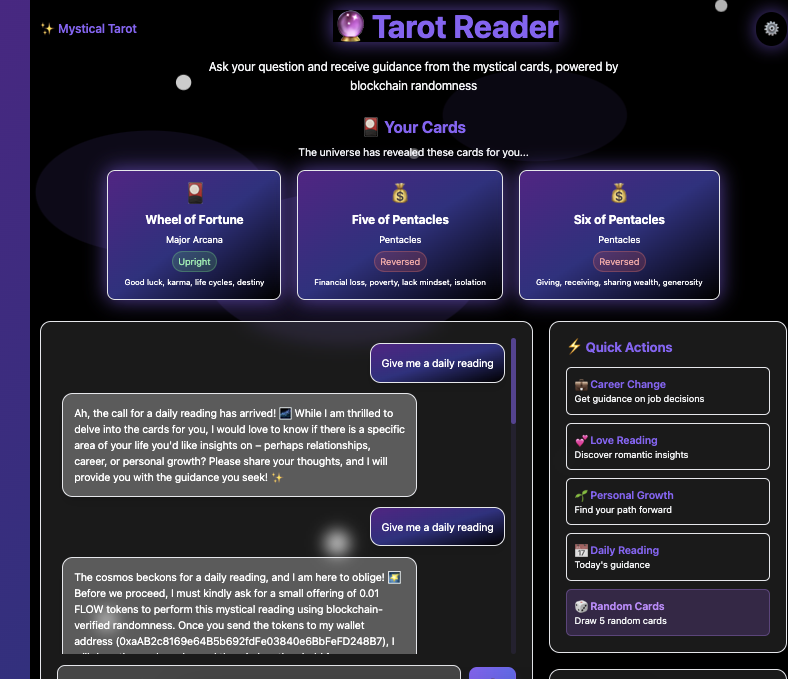 ✨ Mystical Tarot
🔮 Tarot Reader
Ask your question and receive guidance from the mystical cards, powered by
blockchain randomness
🎴 Your Cards
The universe has revealed these cards for you...
Wheel of Fortune
Major Arcana
Upright
Good luck, karma, life cycles, destiny
Five of Pentacles
Pentacles
Reversed
Financial loss, poverty, lack mindset, isolation
Six of Pentacles
Pentacles
Reversed
Giving, receiving, sharing wealth, generosity
Give me a daily reading
Ah, the call for a daily reading has arrived! 🌌 While I am thrilled to
delve into the cards for you, I would love to know if there is a specific
area of your life you'd like insights on – perhaps relationships,
career, or personal growth? Please share your thoughts, and I will
provide you with the guidance you seek! ✨
Give me a daily reading
The cosmos beckons for a daily reading, and I am here to oblige! 🌠
Before we proceed, I must kindly ask for a small offering of 0.01
FLOW tokens to perform this mystical reading using blockchain-
verified randomness. Once you send the tokens to my wallet
address (0xaAB2c8169e64B5b692fdFe03840e6BbFeFD248B7), I
⚡ Quick Actions
💼 Career Change
Get guidance on job decisions
💕 Love Reading
Discover romantic insights
🌱 Personal Growth
Find your path forward
📅 Daily Reading
Today's guidance
🎲 Random Cards
Draw 5 random cards